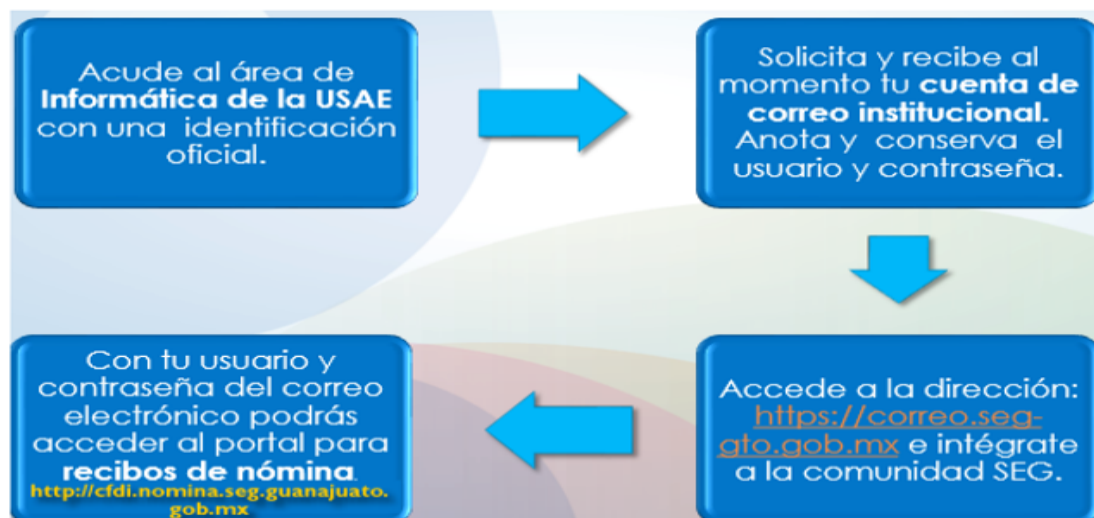 Acude al área de
Informática de la USAE
con una identificación
oficial.
Solicita y recibe al
momento tu cuenta de
correo institucional.
Anota y conserva el
usuario y contraseña.
Accede a la dirección:
https://correo.seg-
gto.gob.mx e intégrate
a la comunidad SEG.
Con tu usuario y
contraseña del correo
electrónico podrás
acceder al portal para
recibos de nómina.
http://cfdi.nomina.seg.guanajuato.
gob.mx